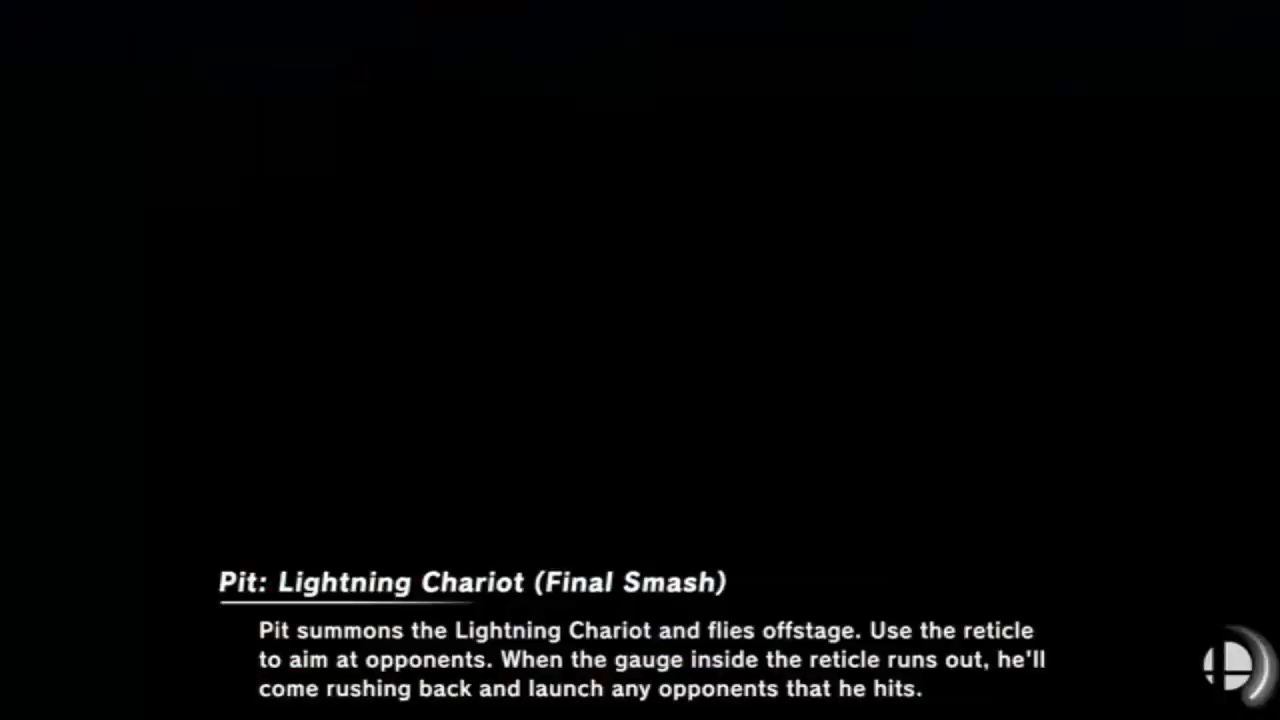 Pit: Lightning Chariot (Final Smash)
Pit summons the Lightning Chariot and flies offstage. Use the reticle
to aim at opponents. When the gauge inside the reticle runs out, he'll
come rushing back and launch any opponents that he hits.